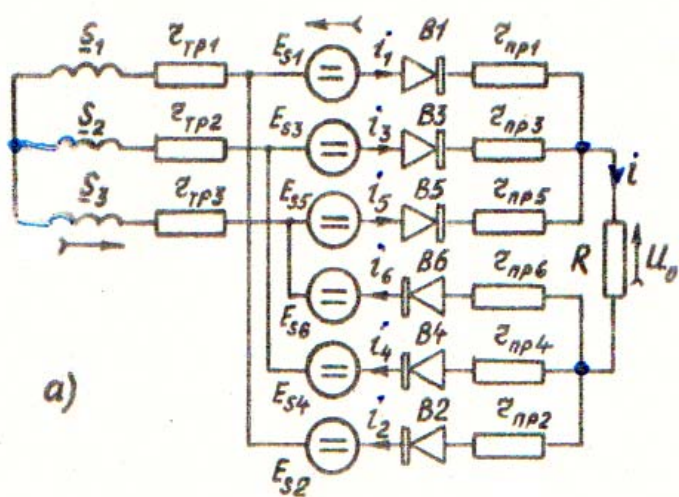 S1 zтр1 Es1 i1 B1 zпр1
S2 zтр2 Es3 i3 B3 zпр3
S3 zтр3 Es5 i5 B5 zпр5 i
Es6 i6 B6 zпр6 R U0
а) Es4 i4 B4 zпр4
Es2 i2 B2 zпр2